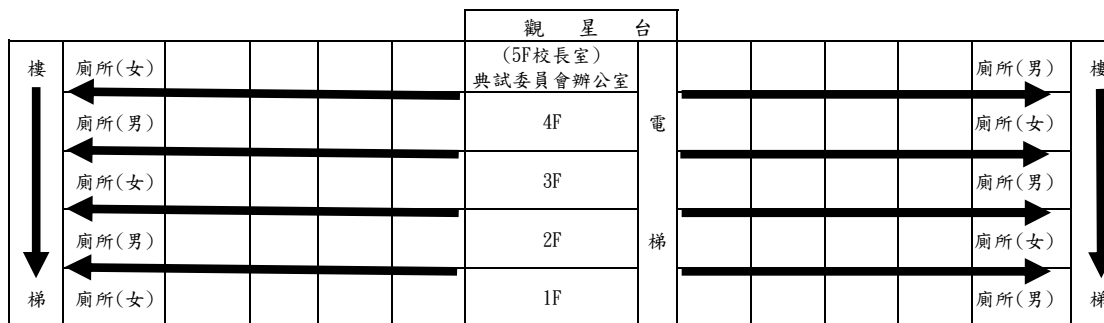 觀 星 台
樓 廁所(女) (5F校長室) 廁所(男) 樓
典試委員會辦公室
廁所(男) 4F 電 廁所(女)
廁所(女) 3F 廁所(男)
廁所(男) 2F 梯 廁所(女)
梯 廁所(女) 1F 廁所(男) 梯